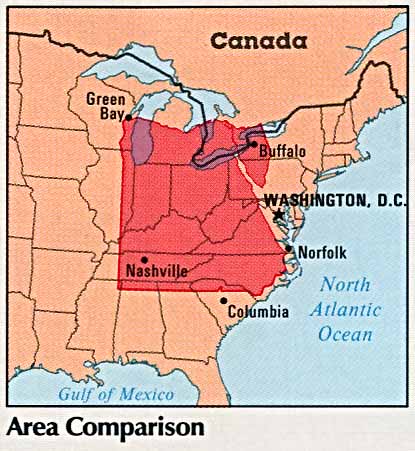 Canada
Green
Bay
Buffalo
WASHINGTON, D.C.
Norfolk
Nashville
North
Atlantic
Ocean
Columbia
Gulf of Mexico
Area Comparison